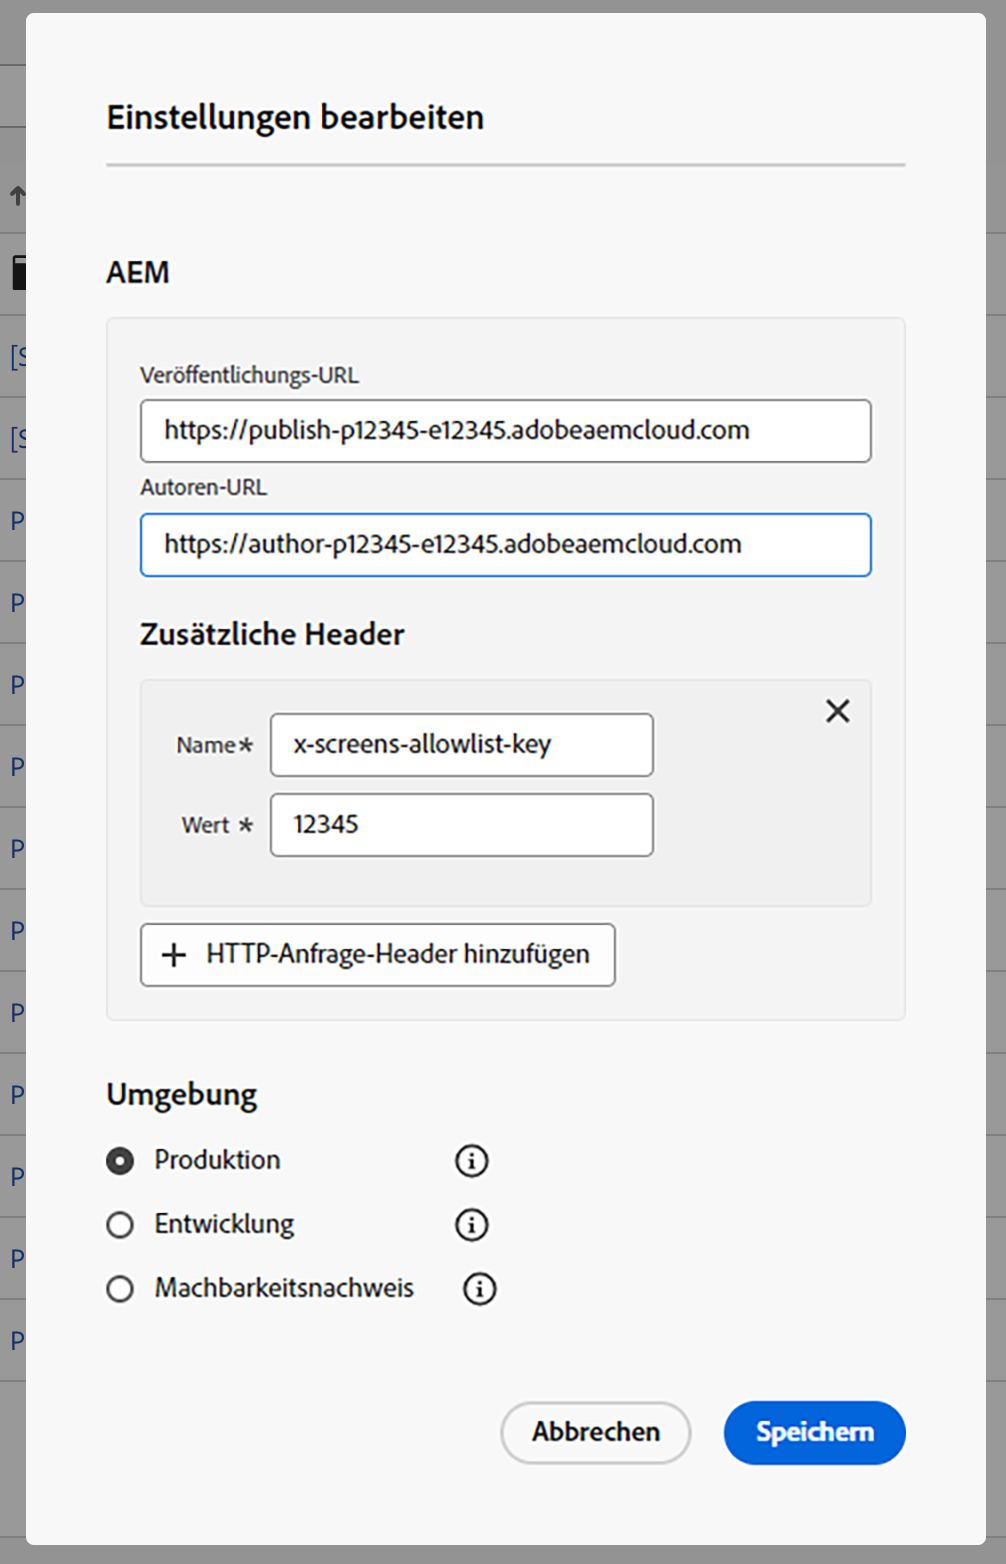 Einstellungen bearbeiten
AEM
Veröffentlichungs-URL
https://publish-p12345-e12345.adobeaemcloud.com
Autoren-URL
https://author-p12345-e12345.adobeaemcloud.com
Zusätzliche Header
Name*
x-screens-allowlist-key
Wert *
12345
HTTP-Anfrage-Header hinzufügen
Umgebung
Produktion
Entwicklung
Machbarkeitsnachweis
Abbrechen
Speichern